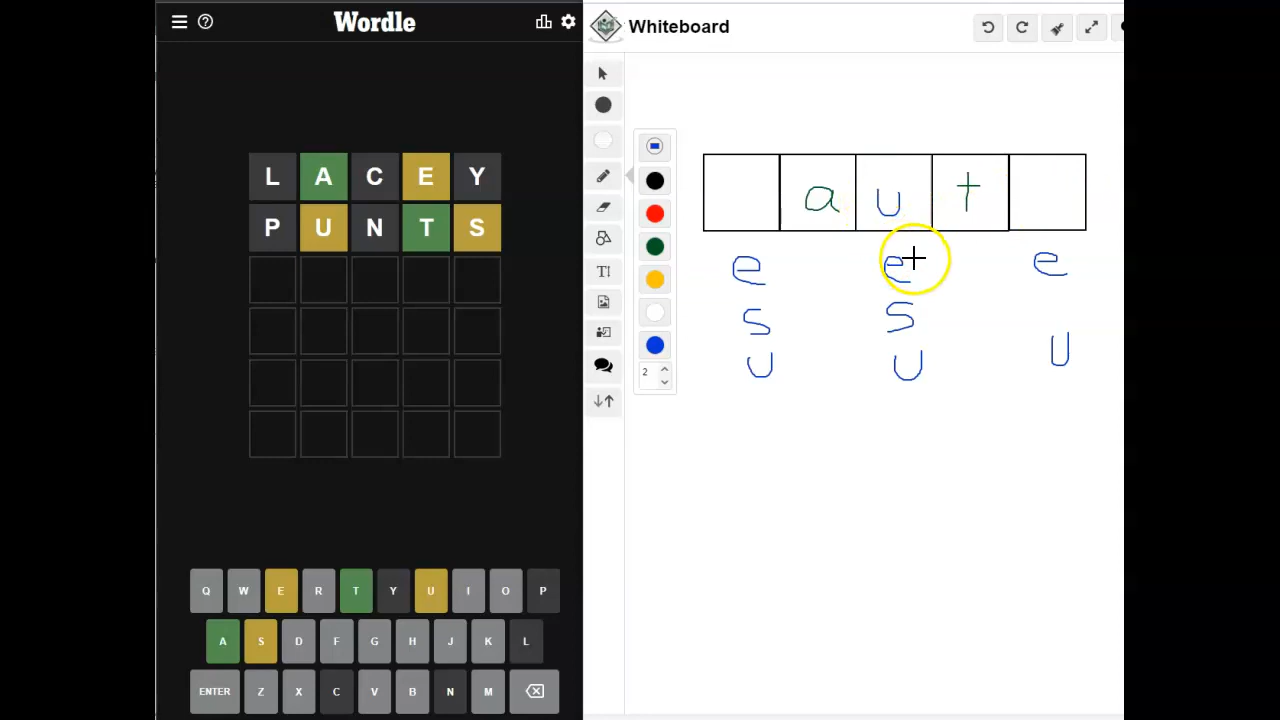 Wordle
Whiteboard
L A C E Y
P U N T S
a u t
e e e
s s
u u u
2
Q W E R T Y U I O P
A S D F G H J K L
ENTER Z X C V B N M